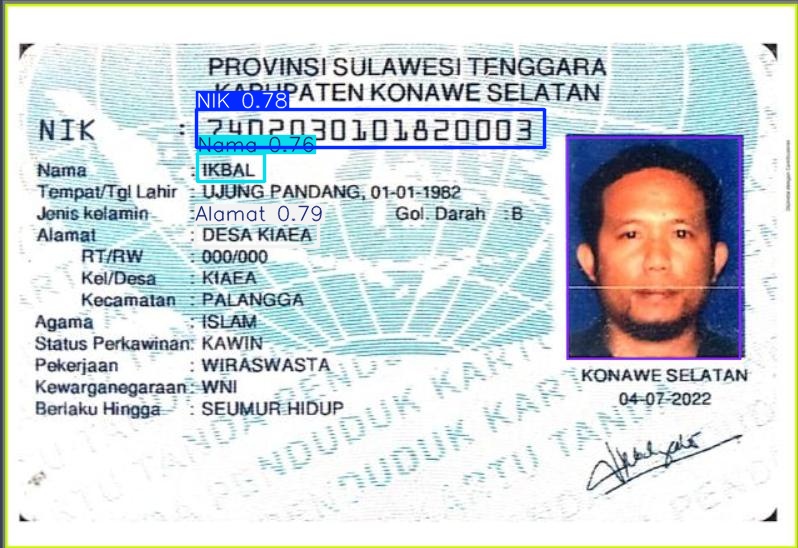 PROVINSI SULAWESI TENGGARA
KABUPATEN KONAWE SELATAN
NIK 0.78
NIK : 7402030101820003
Nama 0.76
Nama : IKBAL
Tempat/Tgl Lahir : UJUNG PANDANG, 01-01-1982
Jenis kelamin : Alamat 0.79 Gol. Darah : B
Alamat : DESA KIAEA
RT/RW : 000/000
Kel/Desa : KIAEA
Kecamatan : PALANGGA
Agama : ISLAM
Status Perkawinan: KAWIN
Pekerjaan : WIRASWASTA
Kewarganegaraan: WNI
Berlaku Hingga : SEUMUR HIDUP
KONAWE SELATAN
04-07-2022